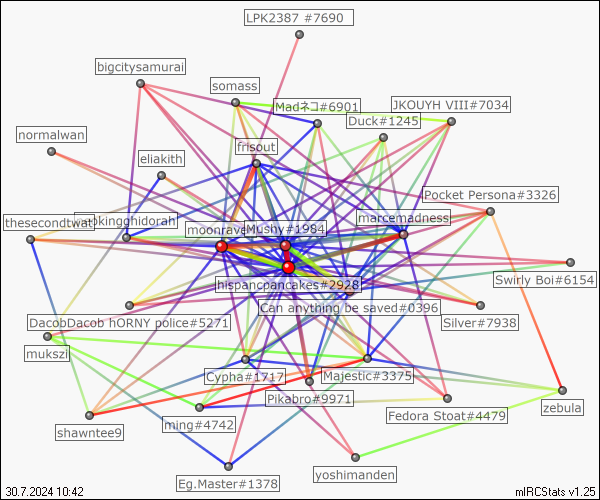 LPK2387 #7690
bigcitysamurai
somass
Madネコ#6901
JKOUYH VIII#7034
Duck#1245
normalwan
frisout
eliakith
Pocket Persona#3326
thesecondtwat
marcemadness
Mushy#1984
hispancpancakes#2928
Swirly Boi#6154
Can anything be saved#0396
DacobDacob hORNY police#5271
Silver#7938
mukszi
Cypha#1717
Majestic#3375
Pikabro#9971
Fedora Stoat#4479
zebula
ming#4742
shawntee9
yoshimanden
Eg.Master#1378
30.7.2024 10:42
mIRCStats v1.25